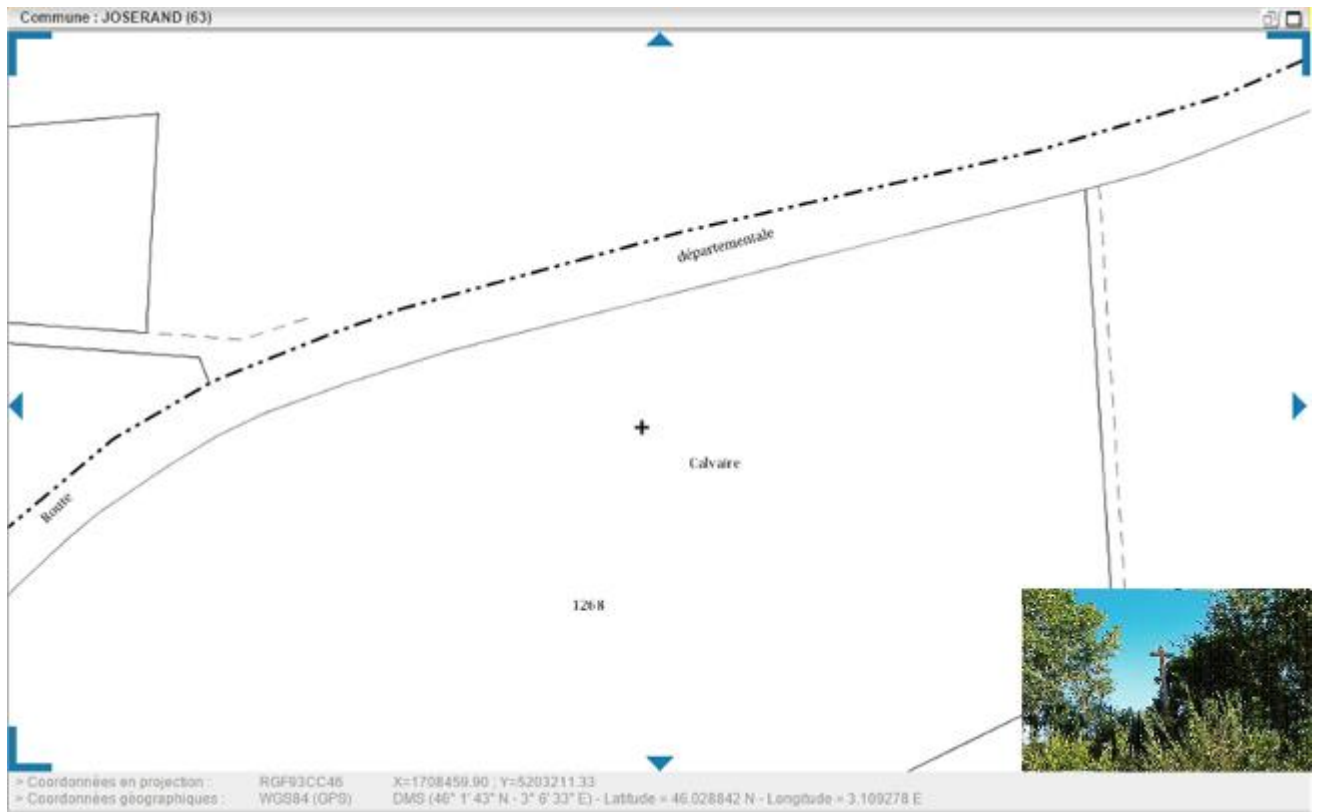 Commune : JOSERAND (63)
départementale
Calvaire
Route
1268
> Coordonnées en projection : RGF93CC46 X=1708459.90 ; Y=5203211.33
> Coordonnées géographiques : WGS84 (GPS) DMS (46° 1' 43" N - 3° 6' 33" E) - Latitude = 46.028842 N - Longitude = 3.109278 E